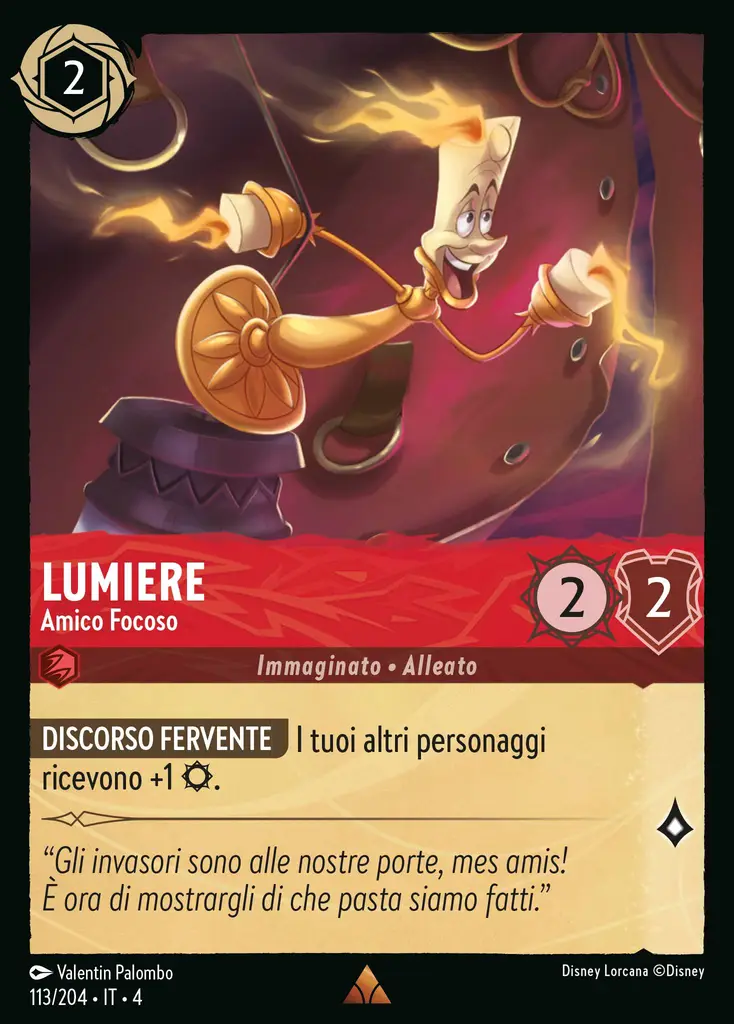 2
LUMIERE
Amico Focoso
2
2
Immaginato • Alleato
DISCORSO FERVENTE I tuoi altri personaggi
ricevono +1 .
“Gli invasori sono alle nostre porte, mes amis!
È ora di mostrargli di che pasta siamo fatti.”
Valentin Palombo
Disney Lorcana ©Disney
113/204 • IT • 4